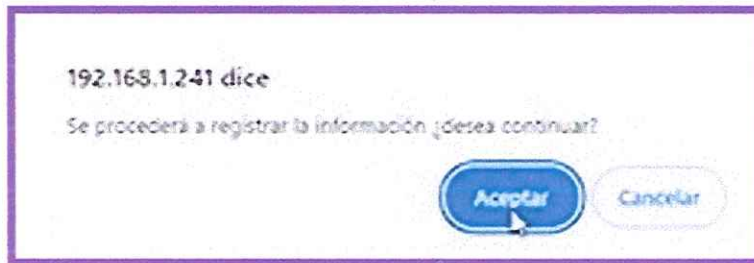 192.168.1.241 dice
Se procederá a registrar la información ¿desea continuar?
Aceptar
Cancelar